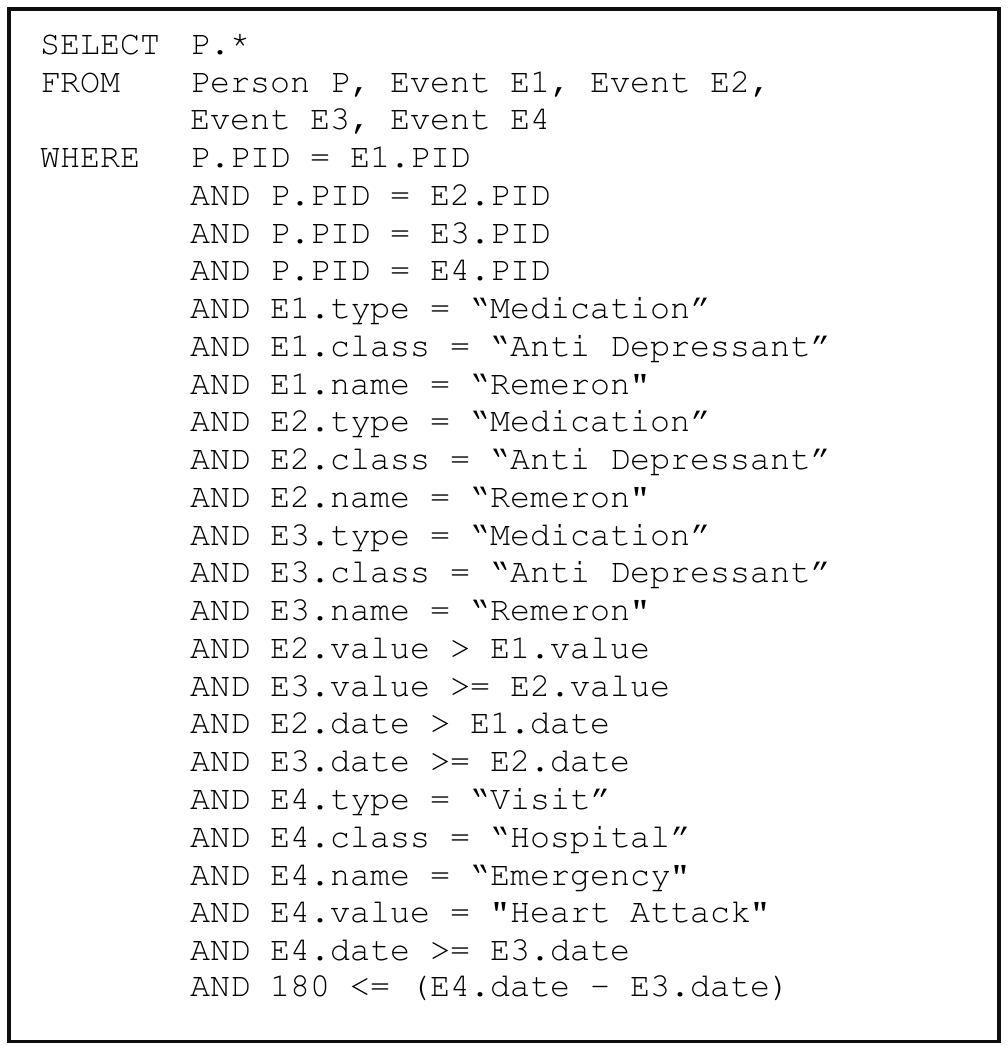 SELECT P.*
FROM Person P, Event E1, Event E2,
Event E3, Event E4
WHERE P.PID = E1.PID
AND P.PID = E2.PID
AND P.PID = E3.PID
AND P.PID = E4.PID
AND E1.type = “Medication”
AND E1.class = “Anti Depressant”
AND E1.name = “Remeron"
AND E2.type = “Medication”
AND E2.class = “Anti Depressant”
AND E2.name = “Remeron"
AND E3.type = “Medication”
AND E3.class = “Anti Depressant”
AND E3.name = “Remeron"
AND E2.value > E1.value
AND E3.value >= E2.value
AND E2.date > E1.date
AND E3.date >= E2.date
AND E4.type = “Visit”
AND E4.class = “Hospital”
AND E4.name = “Emergency"
AND E4.value = "Heart Attack"
AND E4.date >= E3.date
AND 180 <= (E4.date – E3.date)